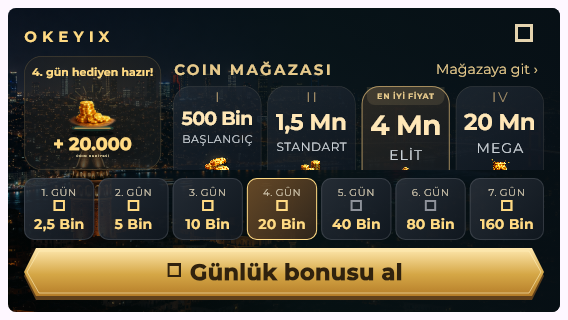 OKEYIX
4. gün hediyen hazır!
+ 20.000
COIN MAĞAZASI
Mağazaya git ›
I
500 Bin
BAŞLANGIÇ
II
1,5 Mn
STANDART
EN İYİ FİYAT
4 Mn
ELİT
IV
20 Mn
MEGA
1. GÜN
2,5 Bin
2. GÜN
5 Bin
3. GÜN
10 Bin
4. GÜN
20 Bin
5. GÜN
40 Bin
6. GÜN
80 Bin
7. GÜN
160 Bin
Günlük bonusu al